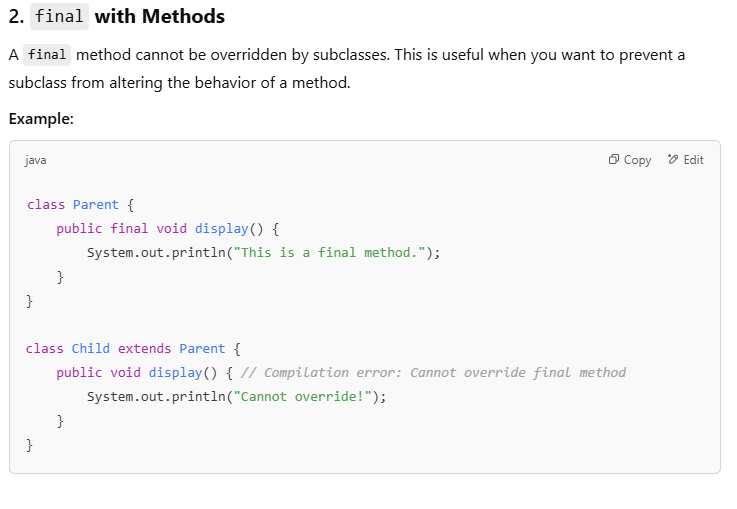 2. final with Methods
A final method cannot be overridden by subclasses. This is useful when you want to prevent a
subclass from altering the behavior of a method.
Example:
java Copy Edit
class Parent {
    public final void display() {
        System.out.println("This is a final method.");
    }
}

class Child extends Parent {
    public void display() { // Compilation error: Cannot override final method
        System.out.println("Cannot override!");
    }
}